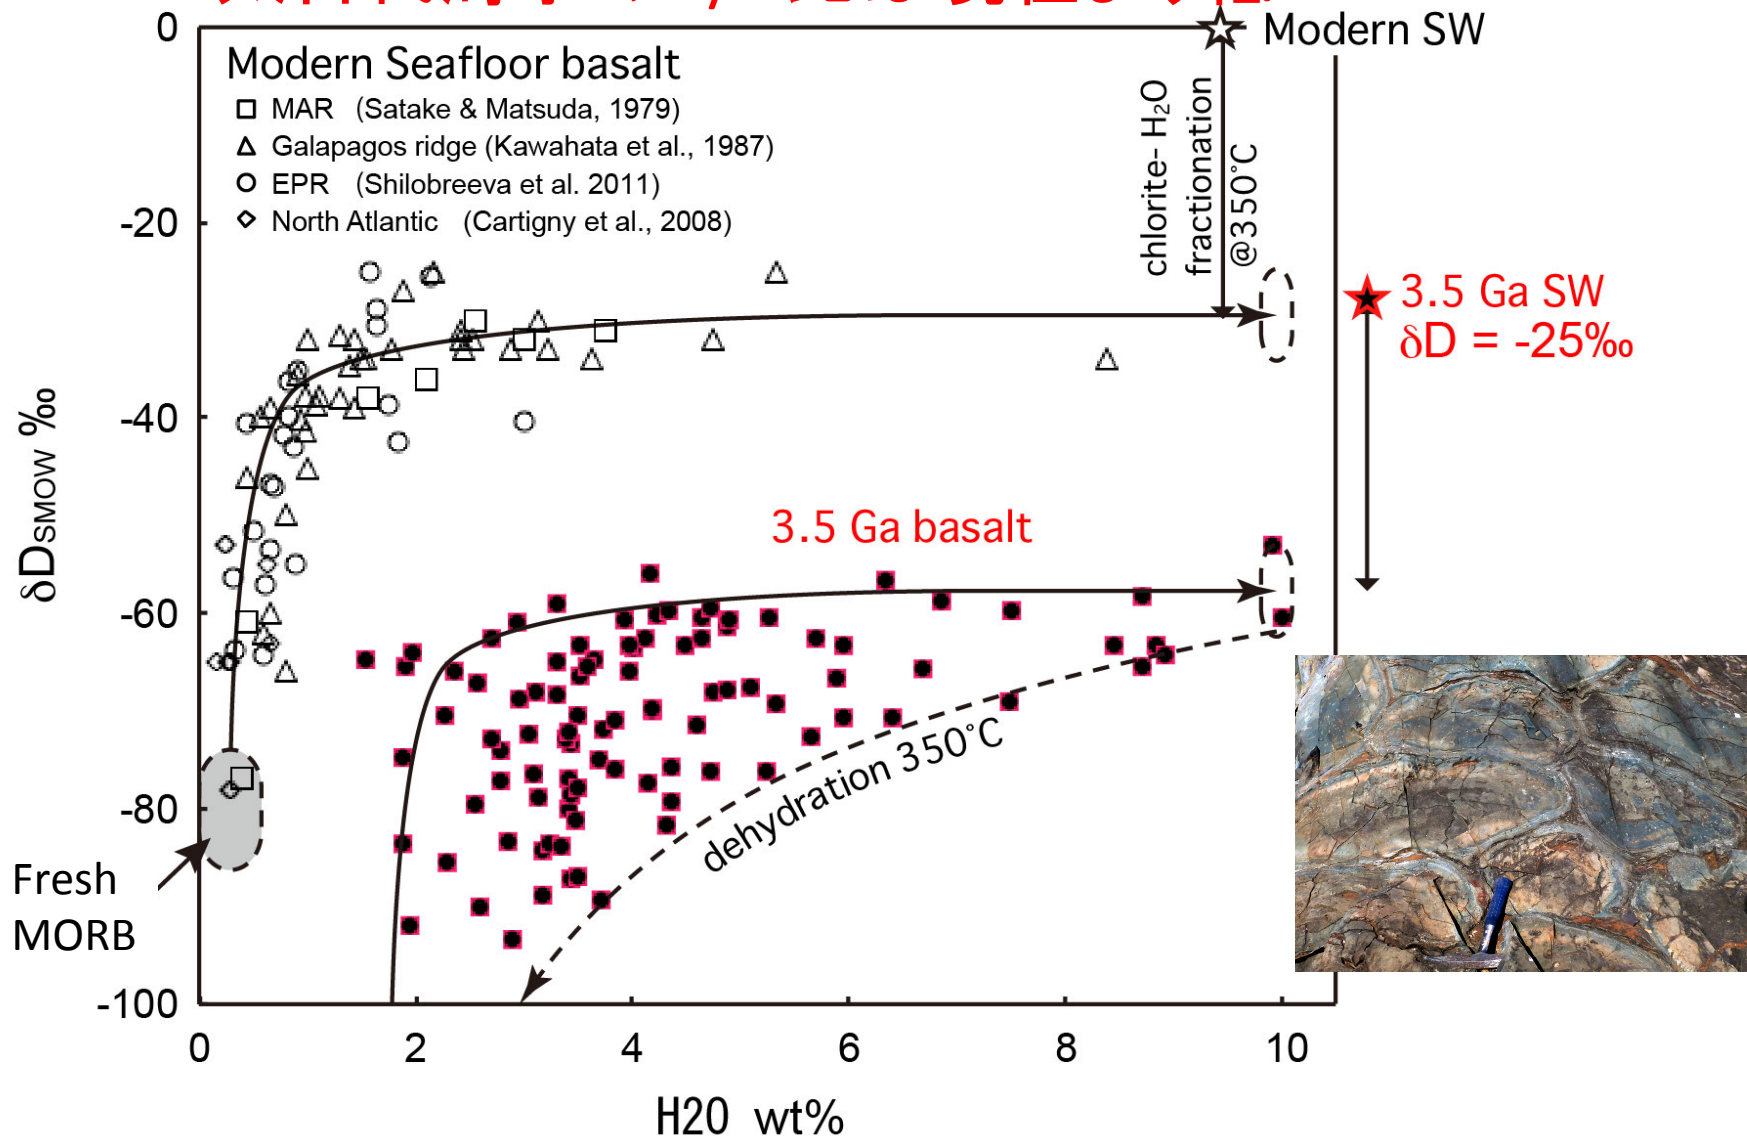 0
Modern SW
Modern Seafloor basalt
MAR (Satake & Matsuda, 1979)
Galapagos ridge (Kawahata et al., 1987)
EPR (Shilobreeva et al. 2011)
North Atlantic (Cartigny et al., 2008)
chlorite- H₂O
fractionation
@350°C
-20
3.5 Ga SW
δD = -25‰
-40
δDSMOW ‰
3.5 Ga basalt
-60
dehydration 350°C
-80
Fresh
MORB
-100
0 2 4 6 8 10
H2O wt%